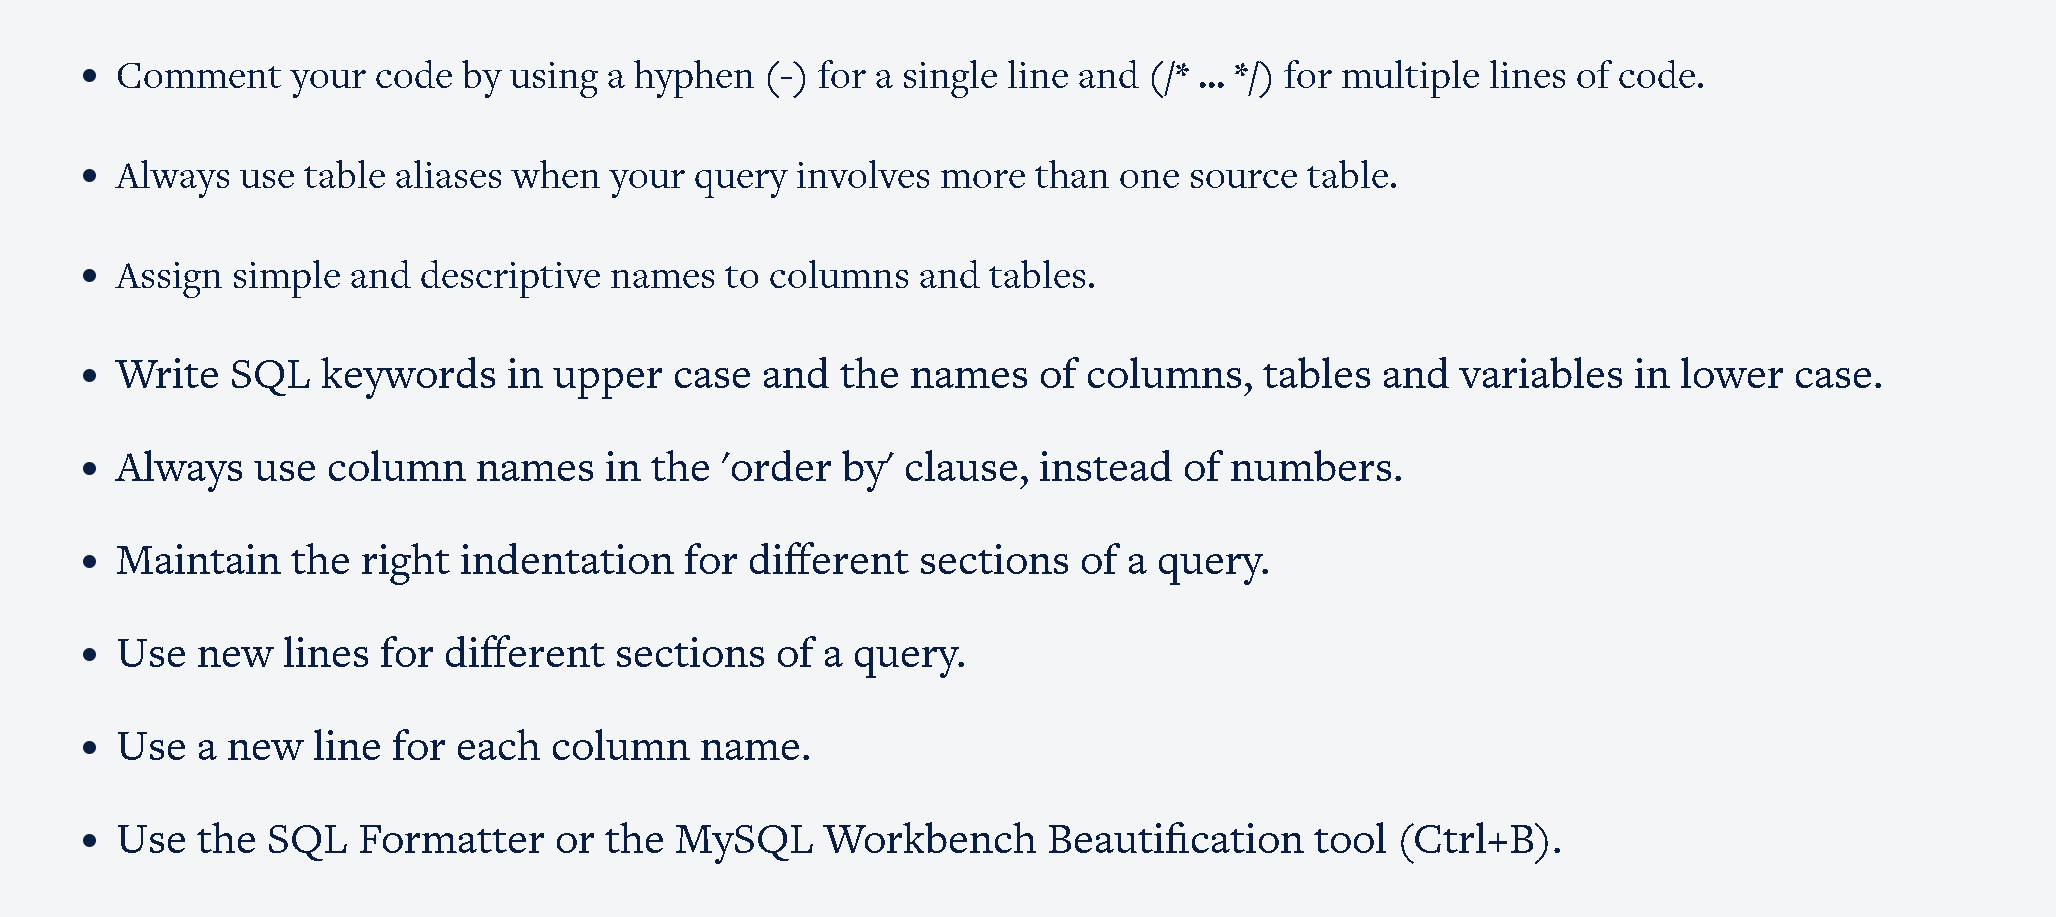 • Comment your code by using a hyphen (-) for a single line and (/* ... */) for multiple lines of code.
• Always use table aliases when your query involves more than one source table.
• Assign simple and descriptive names to columns and tables.
• Write SQL keywords in upper case and the names of columns, tables and variables in lower case.
• Always use column names in the 'order by' clause, instead of numbers.
• Maintain the right indentation for different sections of a query.
• Use new lines for different sections of a query.
• Use a new line for each column name.
• Use the SQL Formatter or the MySQL Workbench Beautification tool (Ctrl+B).